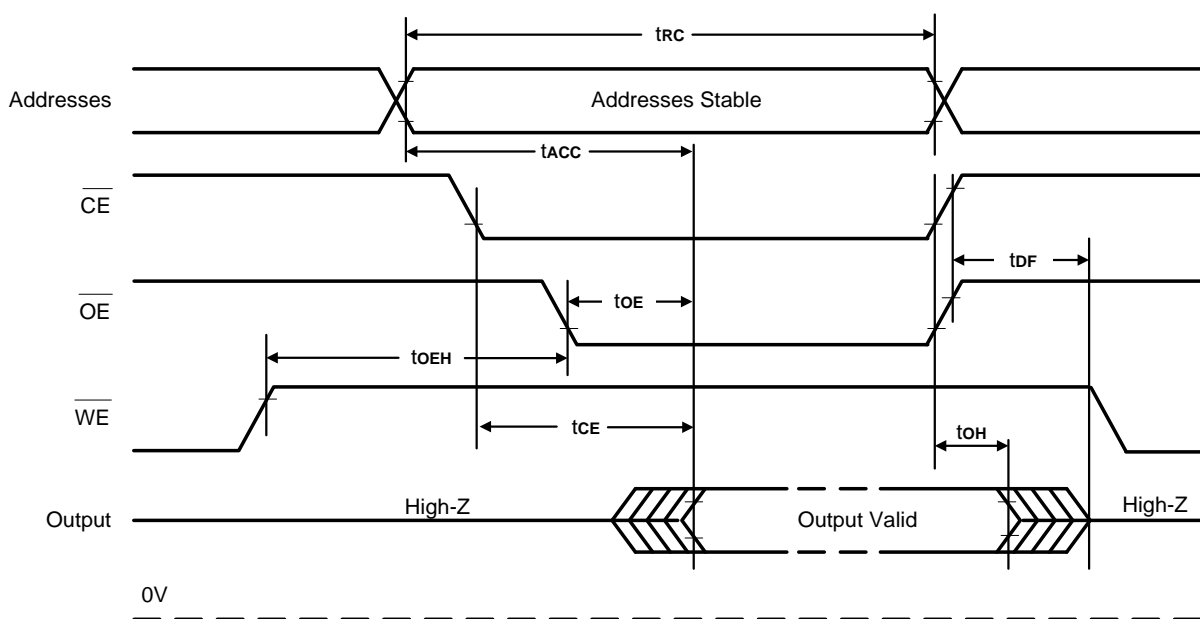 tRC
Addresses
Addresses Stable
tACC
CE
tDF
OE
tOE
tOEH
WE
tCE
tOH
High-Z
High-Z
Output
Output Valid
0V